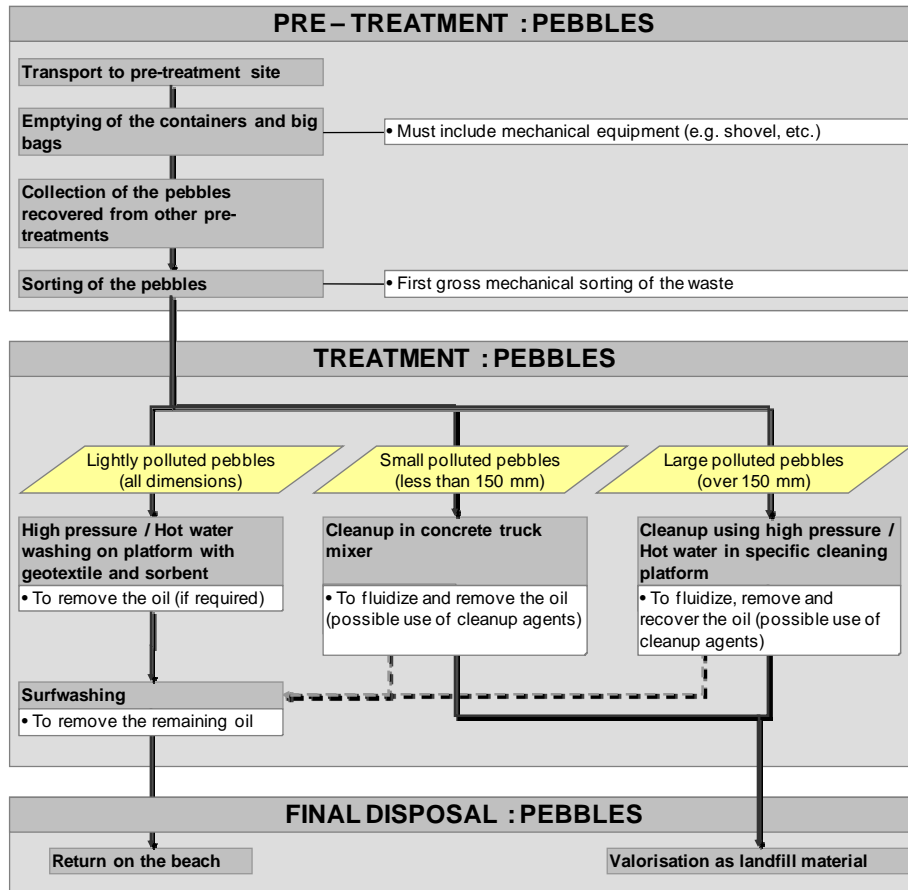 PRE – TREATMENT : PEBBLES
Transport to pre-treatment site
Emptying of the containers and big
bags
• Must include mechanical equipment (e.g. shovel, etc.)
Collection of the pebbles
recovered from other pre-
treatments
Sorting of the pebbles
• First gross mechanical sorting of the waste
TREATMENT : PEBBLES
Lightly polluted pebbles
(all dimensions)
Small polluted pebbles
(less than 150 mm)
Large polluted pebbles
(over 150 mm)
High pressure / Hot water
washing on platform with
geotextile and sorbent
• To remove the oil (if required)
Cleanup in concrete truck
mixer
• To fluidize and remove the oil
(possible use of cleanup agents)
Cleanup using high pressure /
Hot water in specific cleaning
platform
• To fluidize, remove and
recover the oil (possible use of
cleanup agents)
Surfwashing
• To remove the remaining oil
FINAL DISPOSAL : PEBBLES
Return on the beach
Valorisation as landfill material